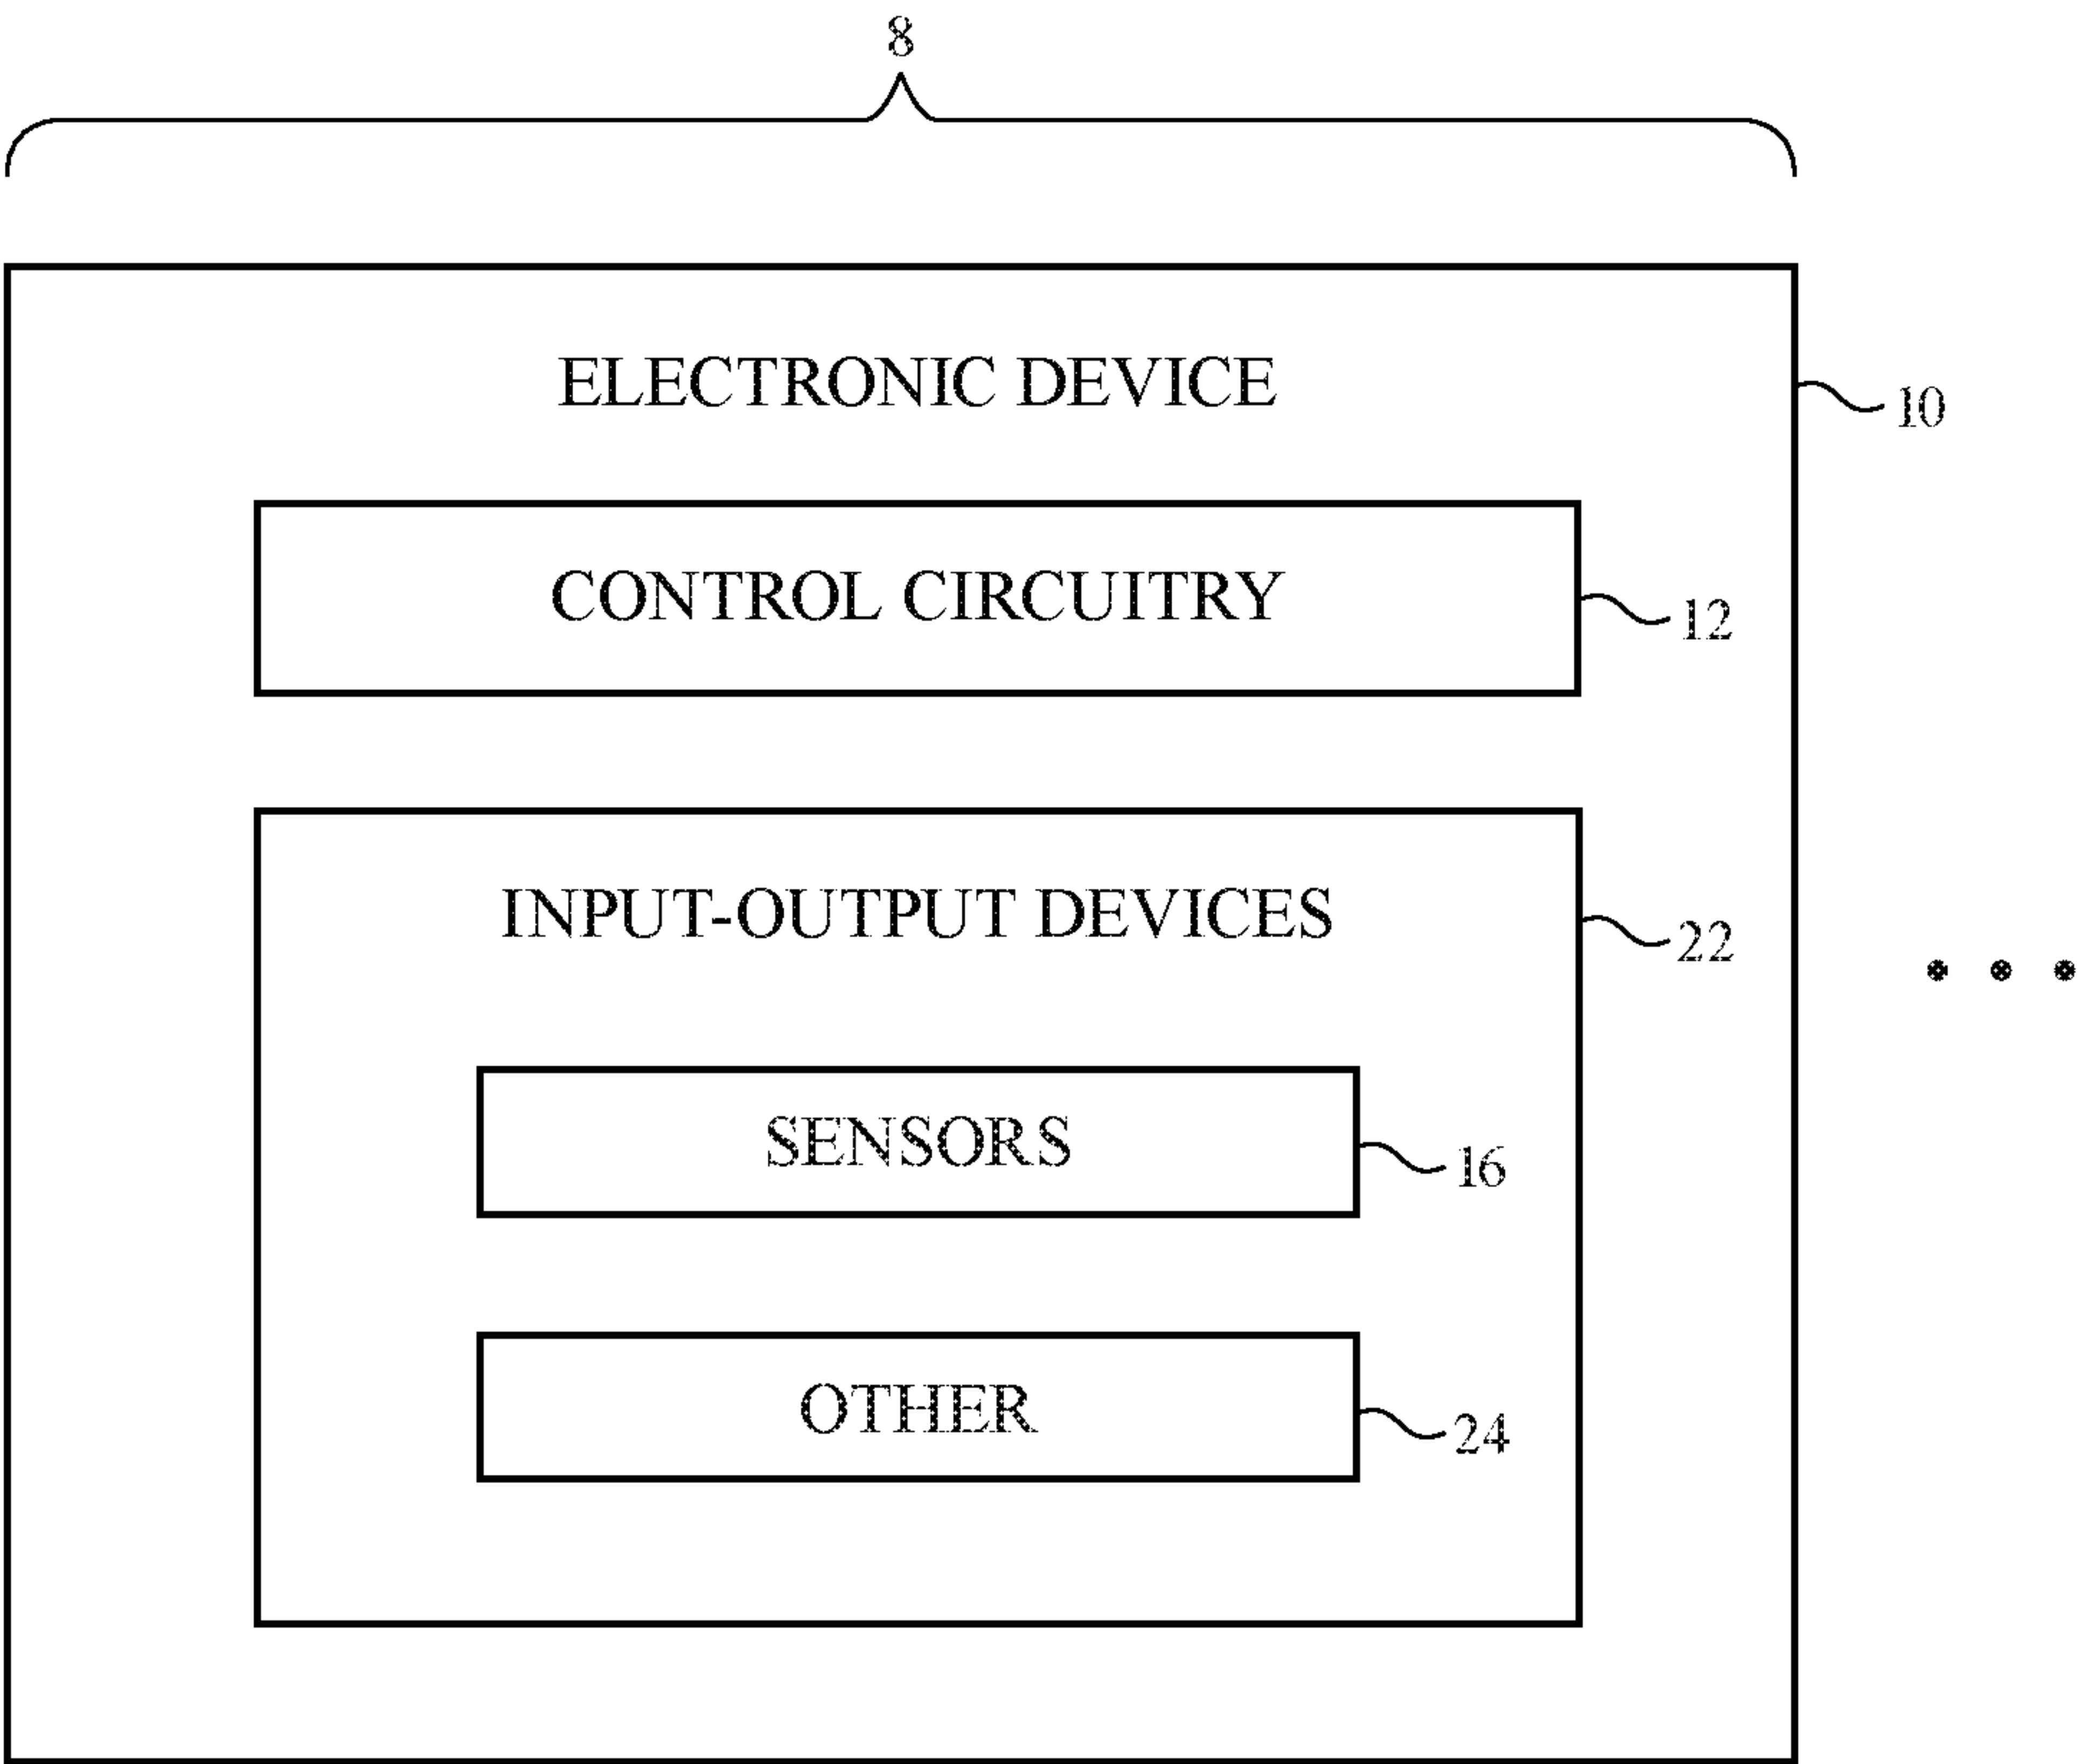 8
ELECTRONIC DEVICE
10
CONTROL CIRCUITRY
12
INPUT-OUTPUT DEVICES
22
SENSORS
16
OTHER
24